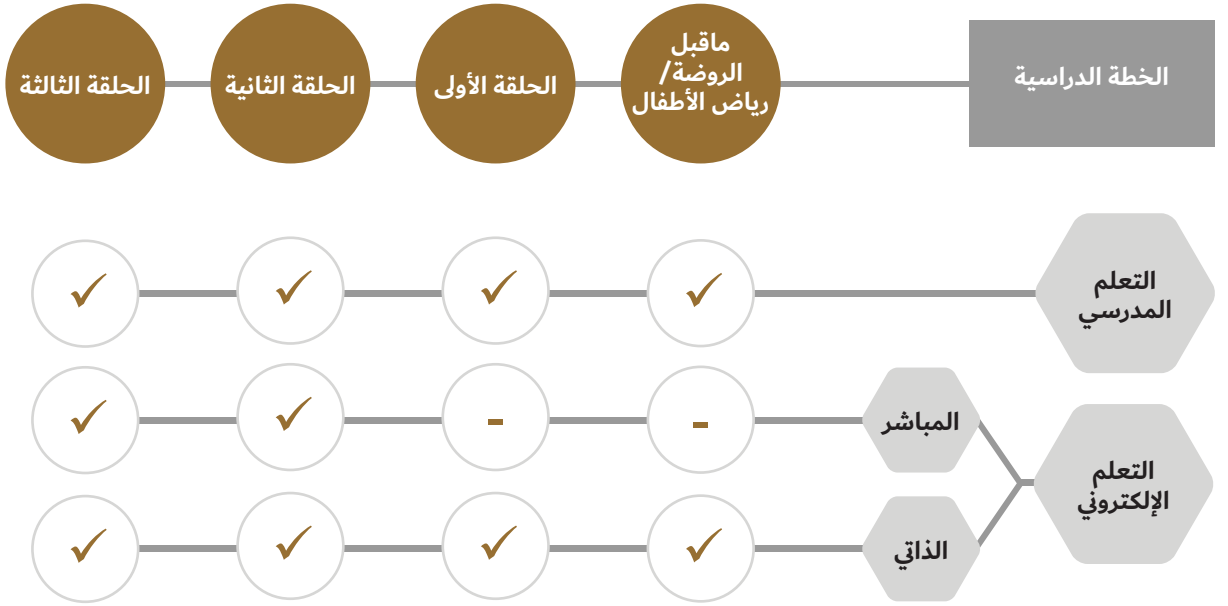 الخطة الدراسية
ماقبل
الروضة/
رياض الأطفال
الحلقة الأولى
الحلقة الثانية
الحلقة الثالثة
التعلم
المدرسي
✓
✓
✓
✓
التعلم
الإلكتروني
المباشر
-
-
✓
✓
الذاتي
✓
✓
✓
✓